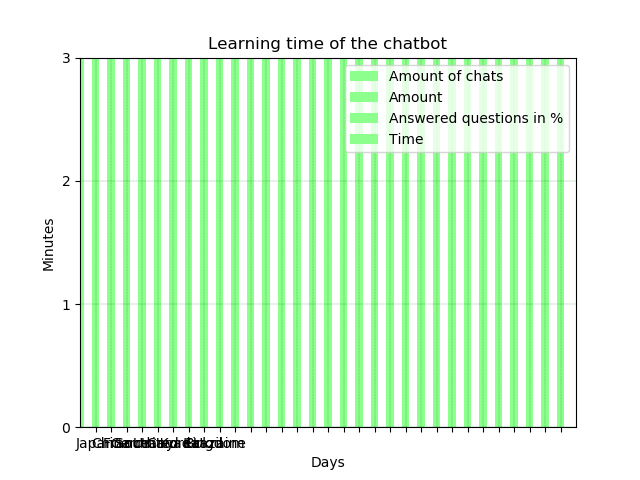 Learning time of the chatbot
Amount of chats
Amount
Answered questions in %
Time
Minutes
3
2
1
0
Days